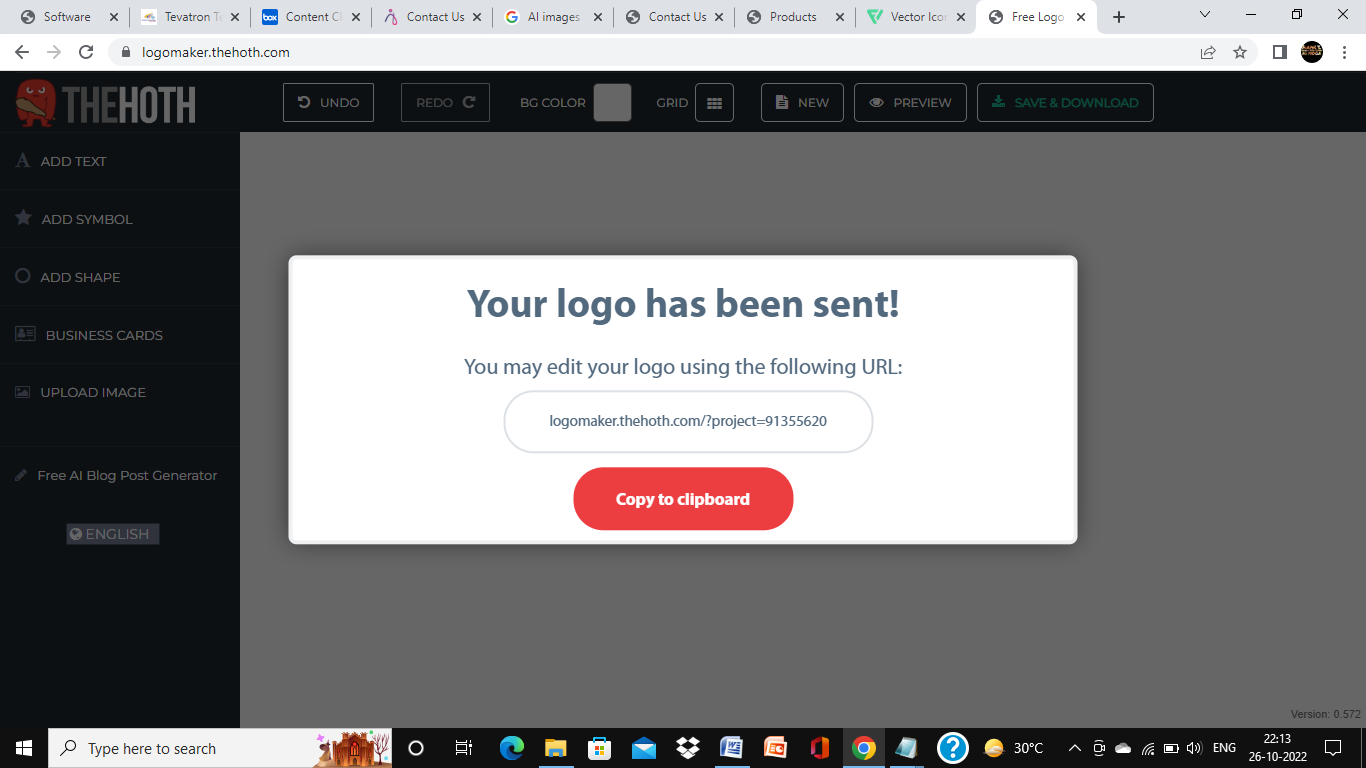 Software
Tevatron Te
box
Content Cl
Contact Us
AI images
Contact Us
Products
Vector Icon
Free Logo
logomaker.thehoth.com
THEHOTH
UNDO
REDO
BG COLOR
GRID
NEW
PREVIEW
SAVE & DOWNLOAD
ADD TEXT
ADD SYMBOL
ADD SHAPE
BUSINESS CARDS
UPLOAD IMAGE
Free AI Blog Post Generator
ENGLISH
Your logo has been sent!
You may edit your logo using the following URL:
logomaker.thehoth.com/?project=91355620
Copy to clipboard
Version: 0.572
Type here to search
30°C
ENG
22:13
26-10-2022